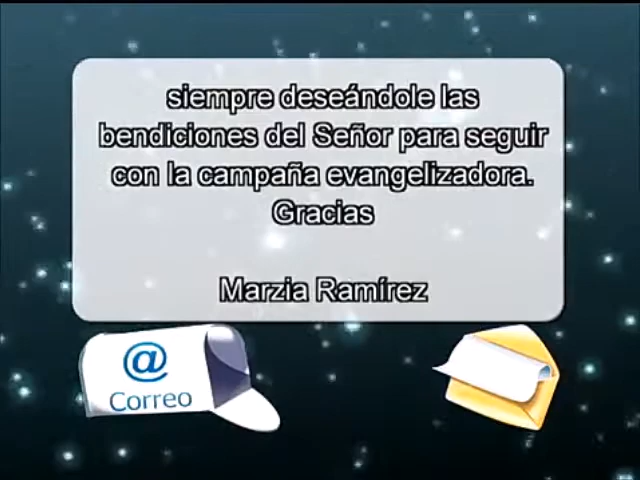 siempre deseándole las
bendiciones del Señor para seguir
con la campaña evangelizadora.
Gracias
Marzia Ramírez
@
Correo